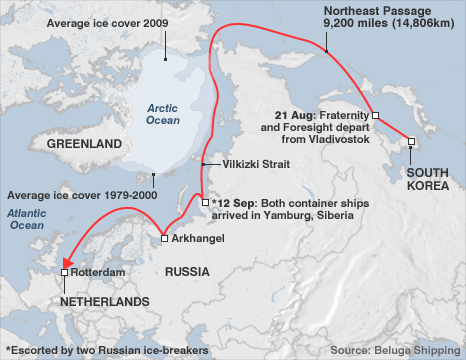 Northeast Passage
9,200 miles (14,806km)
Average ice cover 2009
Arctic
Ocean
21 Aug: Fraternity
and Foresight depart
from Vladivostok
GREENLAND
Vilkizki Strait
SOUTH
KOREA
Average ice cover 1979-2000
*12 Sep: Both container ships
arrived in Yamburg, Siberia
Atlantic
Ocean
Arkhangel
Rotterdam
RUSSIA
NETHERLANDS
*Escorted by two Russian ice-breakers
Source: Beluga Shipping